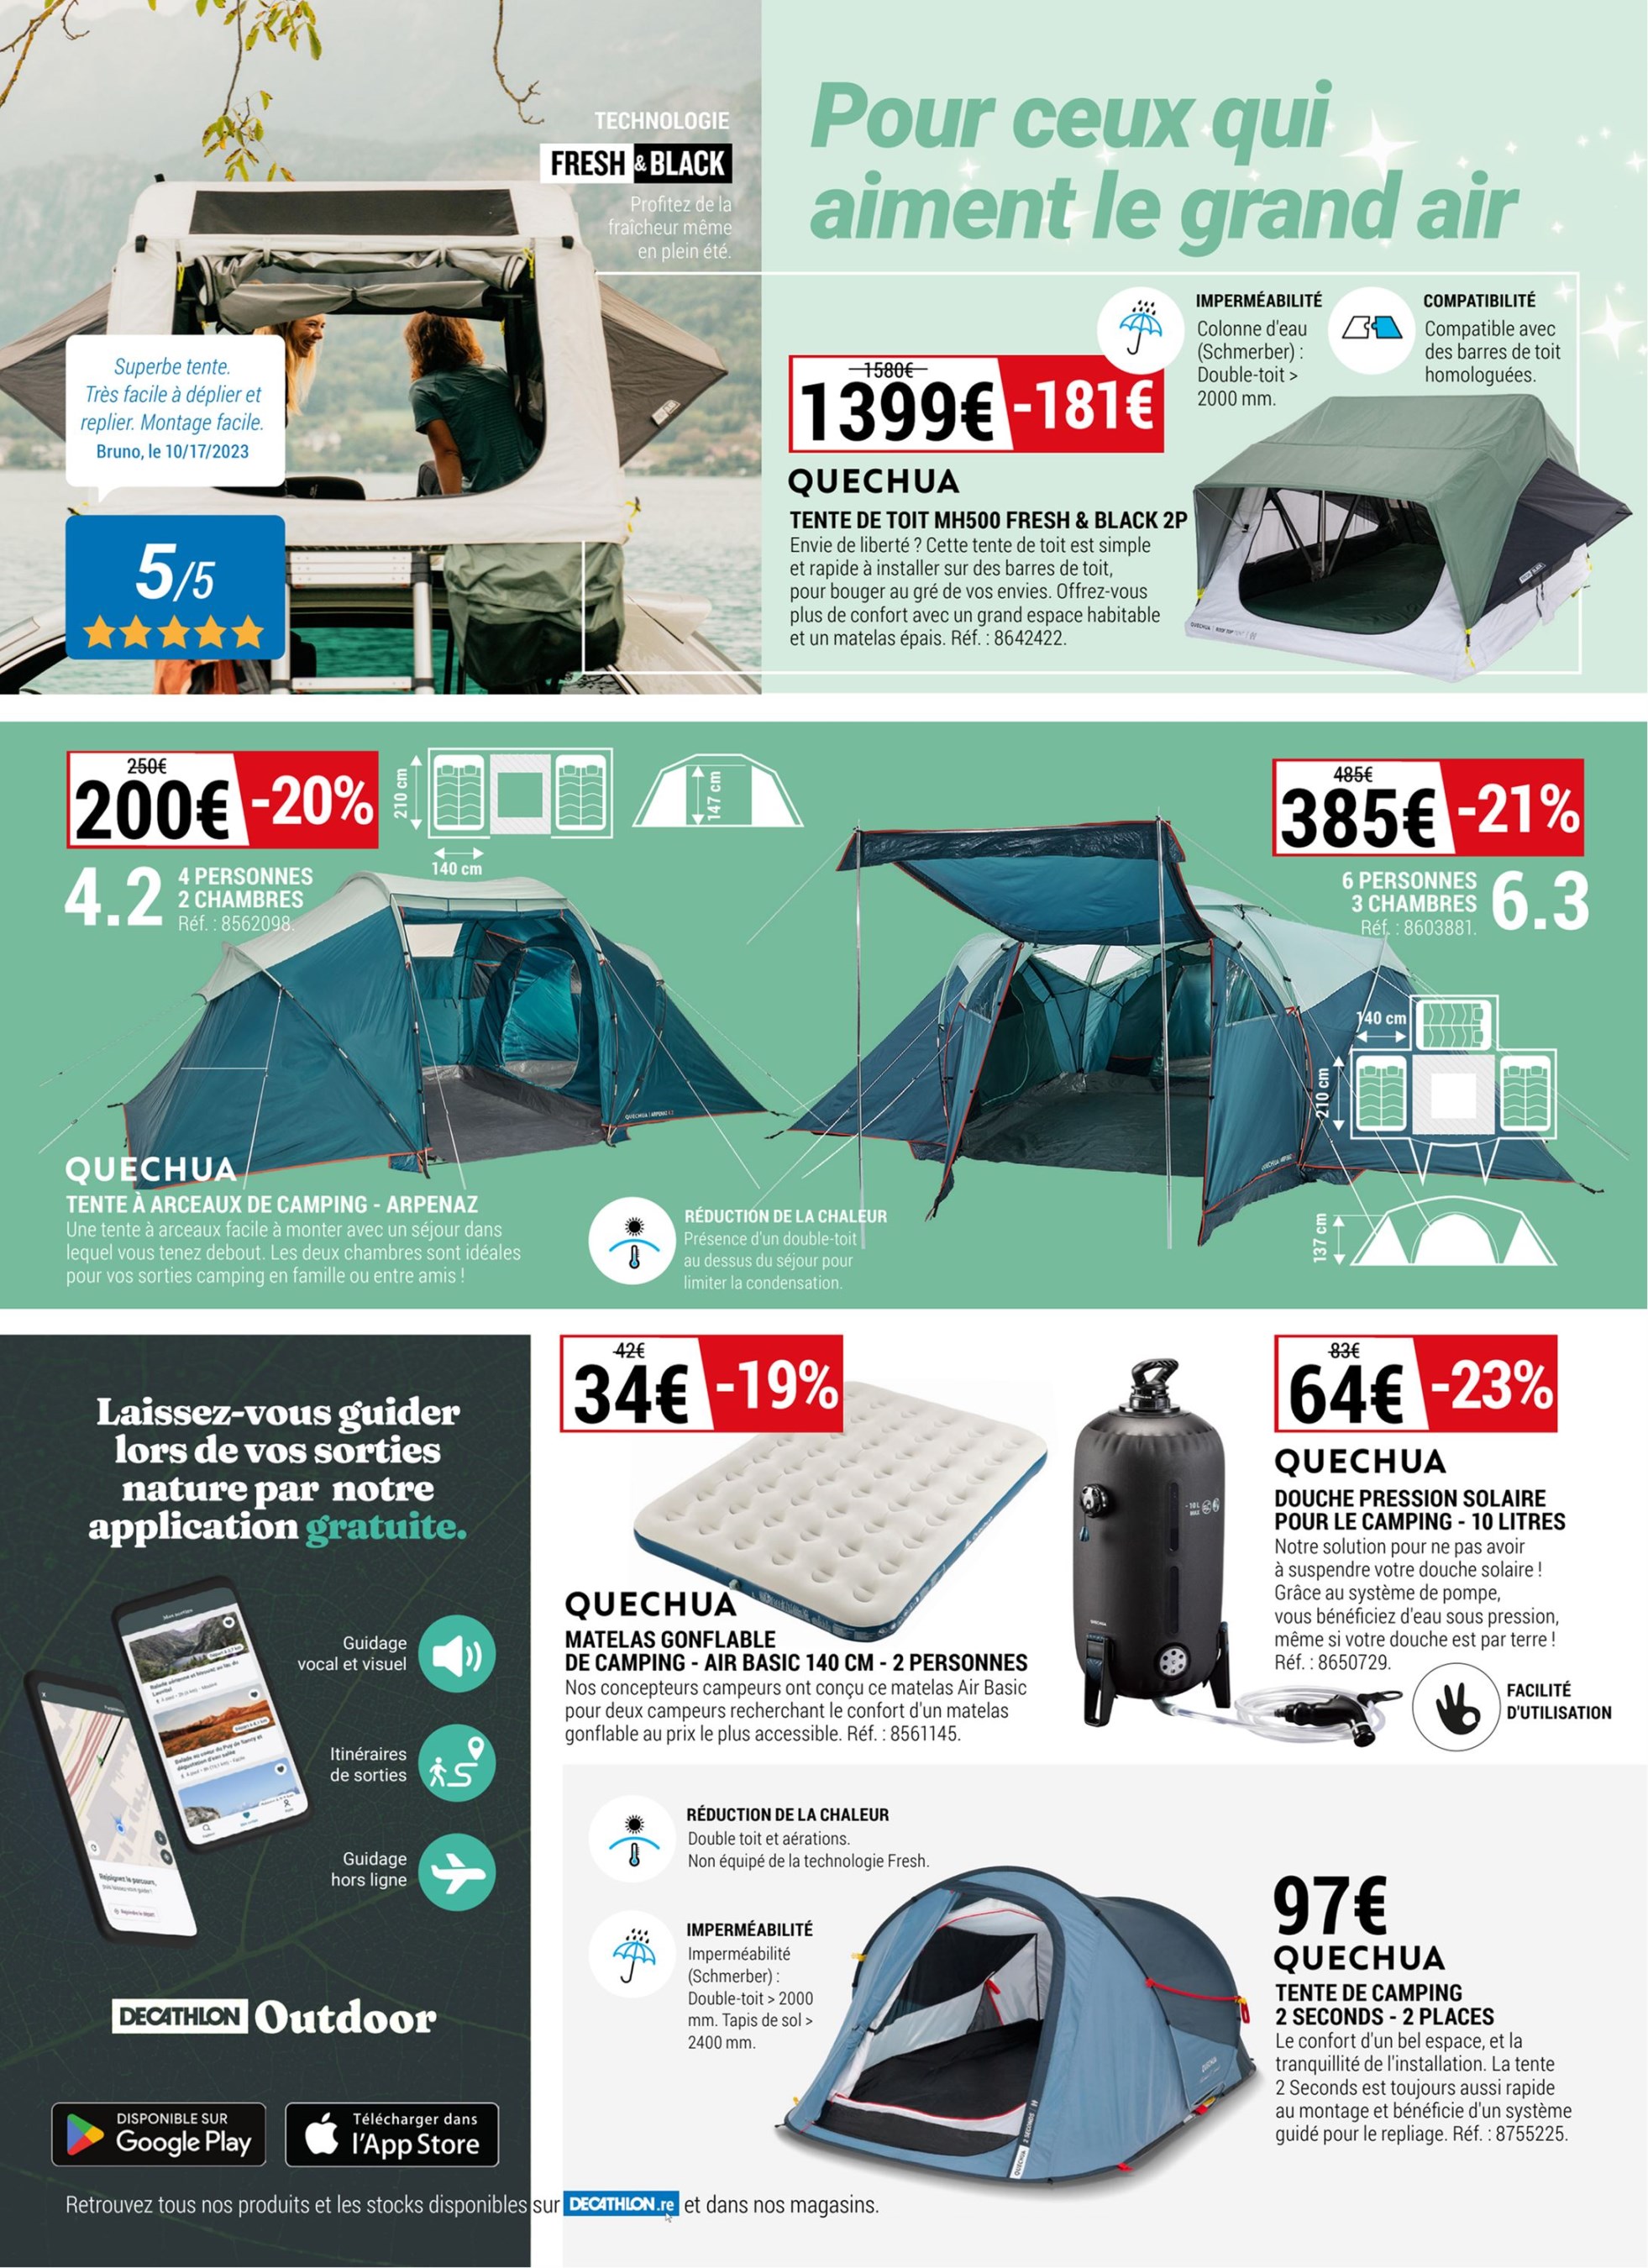 TECHNOLOGIE
FRESH & BLACK
Profitez de la
fraîcheur même
en plein été.
Pour ceux qui
aiment le grand air
Superbe tente.
Très facile à déplier et
replier. Montage facile.
Bruno, le 10/17/2023
5/5
IMPERMÉABILITÉ
Colonne d'eau
(Schmerber) :
Double-toit >
2000 mm.
COMPATIBILITÉ
Compatible avec
des barres de toit
homologuées.
1580€
1399€ -181€
QUECHUA
TENTE DE TOIT MH500 FRESH & BLACK 2P
Envie de liberté ? Cette tente de toit est simple
et rapide à installer sur des barres de toit,
pour bouger au gré de vos envies. Offrez-vous
plus de confort avec un grand espace habitable
et un matelas épais. Réf. : 8642422.
250€
200€ -20%
4.2
4 PERSONNES
2 CHAMBRES
Réf. : 8562098.
210 cm
140 cm
147 cm
485€
385€ -21%
6 PERSONNES
3 CHAMBRES
Réf. : 8603881.
6.3
140 cm
210 cm
137 cm
QUECHUA
TENTE À ARCEAUX DE CAMPING - ARPENAZ
Une tente à arceaux facile à monter avec un séjour dans
lequel vous tenez debout. Les deux chambres sont idéales
pour vos sorties camping en famille ou entre amis !
RÉDUCTION DE LA CHALEUR
Présence d'un double-toit
au dessus du séjour pour
limiter la condensation.
Laissez-vous guider
lors de vos sorties
nature par notre
application gratuite.
Guidage
vocal et visuel
Itinéraires
de sorties
Guidage
hors ligne
DECATHLON Outdoor
DISPONIBLE SUR
Google Play
Télécharger dans
l'App Store
42€
34€ -19%
QUECHUA
MATELAS GONFLABLE
DE CAMPING - AIR BASIC 140 CM - 2 PERSONNES
Nos concepteurs campeurs ont conçu ce matelas Air Basic
pour deux campeurs recherchant le confort d'un matelas
gonflable au prix le plus accessible. Réf. : 8561145.
83€
64€ -23%
QUECHUA
DOUCHE PRESSION SOLAIRE
POUR LE CAMPING - 10 LITRES
Notre solution pour ne pas avoir
à suspendre votre douche solaire !
Grâce au système de pompe,
vous bénéficiez d'eau sous pression,
même si votre douche est par terre !
Réf. : 8650729.
FACILITÉ
D'UTILISATION
RÉDUCTION DE LA CHALEUR
Double toit et aérations.
Non équipé de la technologie Fresh.
IMPERMÉABILITÉ
Imperméabilité
(Schmerber) :
Double-toit > 2000
mm. Tapis de sol >
2400 mm.
97€
QUECHUA
TENTE DE CAMPING
2 SECONDS - 2 PLACES
Le confort d'un bel espace, et la
tranquillité de l'installation. La tente
2 Seconds est toujours aussi rapide
au montage et bénéficie d'un système
guidé pour le repliage. Réf. : 8755225.
Retrouvez tous nos produits et les stocks disponibles sur DECATHLON.re et dans nos magasins.